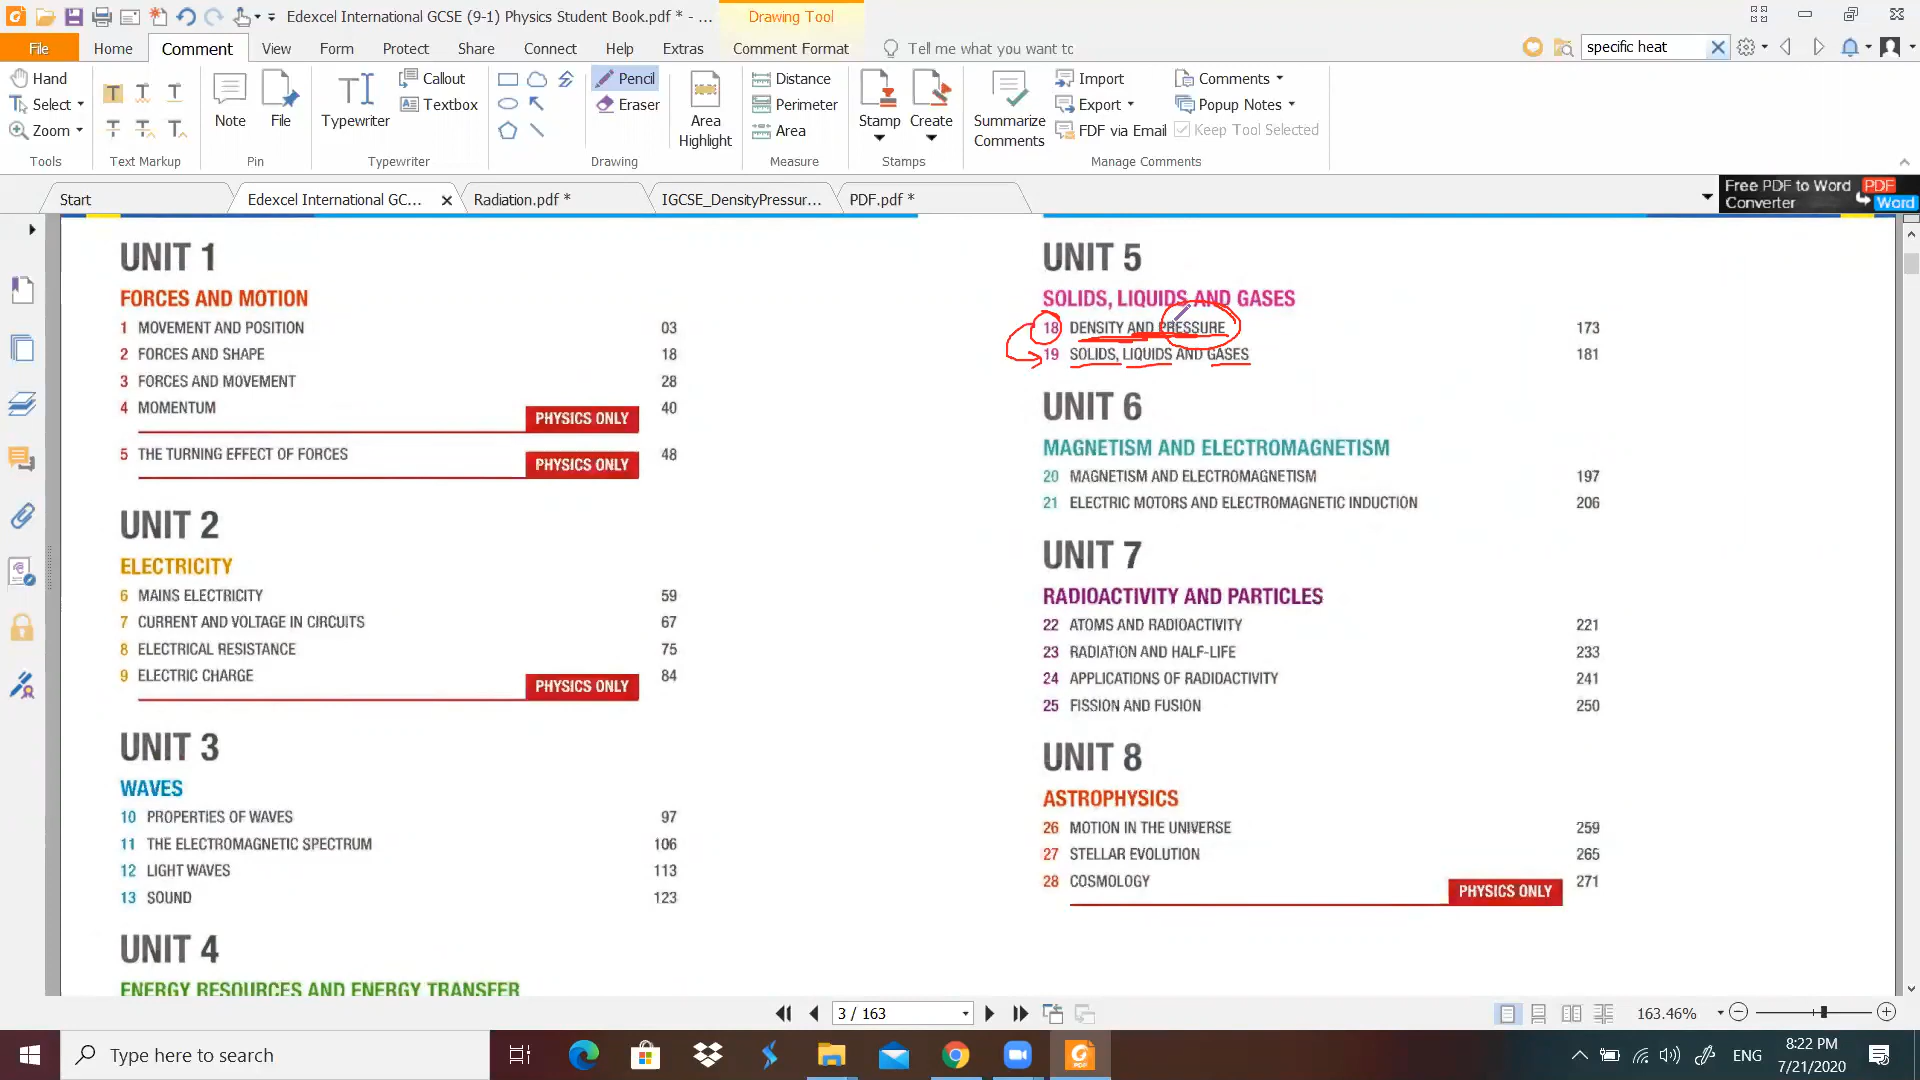 Edexcel International GCSE (9-1) Physics Student Book.pdf * - ...
Drawing Tool
File
Home
Comment
View
Form
Protect
Share
Connect
Help
Extras
Comment Format
Tell me what you want to
specific heat
Hand
Select
Zoom
Tools
Text Markup
Note
File
Pin
Typewriter
Callout
Textbox
Typewriter
Pencil
Eraser
Drawing
Area
Highlight
Distance
Perimeter
Area
Measure
Stamp
Create
Stamps
Summarize
Comments
Import
Export
FDF via Email
Comments
Popup Notes
Keep Tool Selected
Manage Comments
Start
Edexcel International GC...
Radiation.pdf *
IGCSE_DensityPressur...
PDF.pdf *
Free PDF to Word
Converter
PDF
Word
UNIT 1
FORCES AND MOTION
1 MOVEMENT AND POSITION 03
2 FORCES AND SHAPE 18
3 FORCES AND MOVEMENT 28
4 MOMENTUM PHYSICS ONLY 40
5 THE TURNING EFFECT OF FORCES PHYSICS ONLY 48
UNIT 2
ELECTRICITY
6 MAINS ELECTRICITY 59
7 CURRENT AND VOLTAGE IN CIRCUITS 67
8 ELECTRICAL RESISTANCE 75
9 ELECTRIC CHARGE PHYSICS ONLY 84
UNIT 3
WAVES
10 PROPERTIES OF WAVES 97
11 THE ELECTROMAGNETIC SPECTRUM 106
12 LIGHT WAVES 113
13 SOUND 123
UNIT 4
ENERGY RESOURCES AND ENERGY TRANSFER
UNIT 5
SOLIDS, LIQUIDS AND GASES
18 DENSITY AND PRESSURE 173
19 SOLIDS, LIQUIDS AND GASES 181
UNIT 6
MAGNETISM AND ELECTROMAGNETISM
20 MAGNETISM AND ELECTROMAGNETISM 197
21 ELECTRIC MOTORS AND ELECTROMAGNETIC INDUCTION 206
UNIT 7
RADIOACTIVITY AND PARTICLES
22 ATOMS AND RADIOACTIVITY 221
23 RADIATION AND HALF-LIFE 233
24 APPLICATIONS OF RADIOACTIVITY 241
25 FISSION AND FUSION 250
UNIT 8
ASTROPHYSICS
26 MOTION IN THE UNIVERSE 259
27 STELLAR EVOLUTION 265
28 COSMOLOGY PHYSICS ONLY 271
3 / 163
163.46%
Type here to search
ENG
8:22 PM
7/21/2020